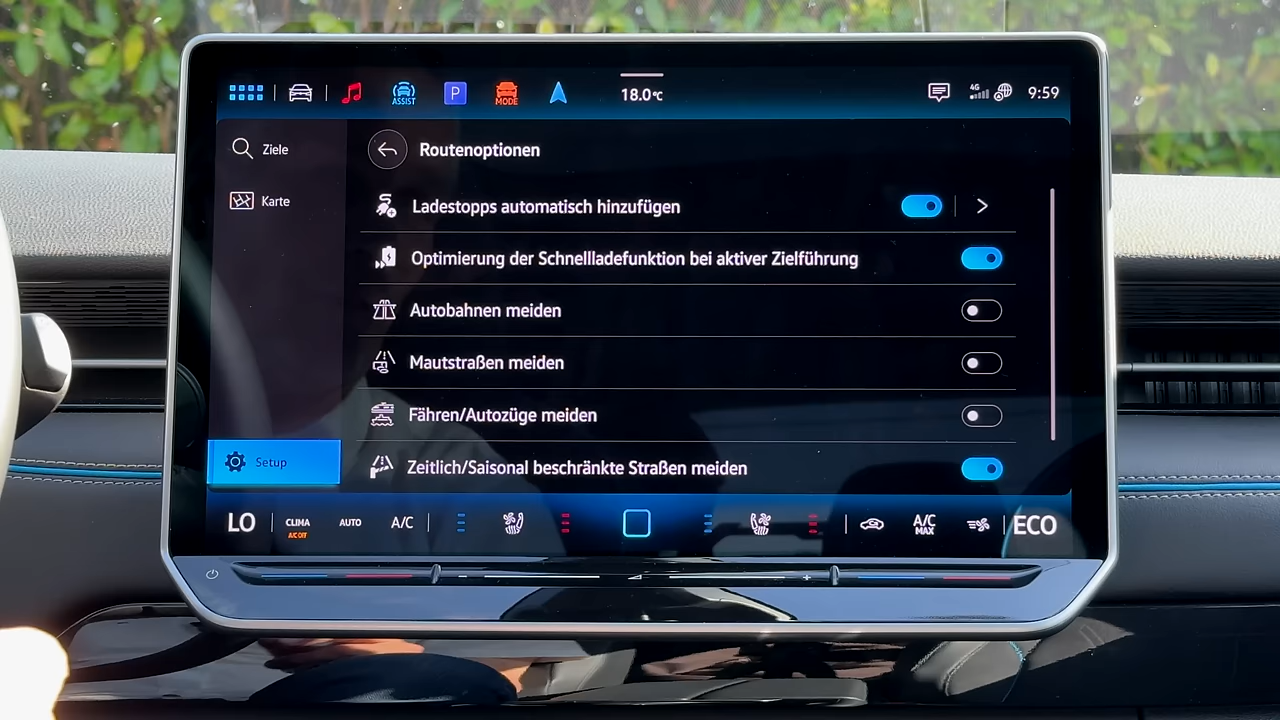 ASSIST
P
MODE
18.0°C
4G
9:59
Ziele
Karte
Setup
Routenoptionen
Ladestopps automatisch hinzufügen
Optimierung der Schnellladefunktion bei aktiver Zielführung
Autobahnen meiden
Mautstraßen meiden
Fähren/Autozüge meiden
Zeitlich/Saisonal beschränkte Straßen meiden
LO
CLIMA
A/C OFF
AUTO
A/C
A/C
MAX
ECO